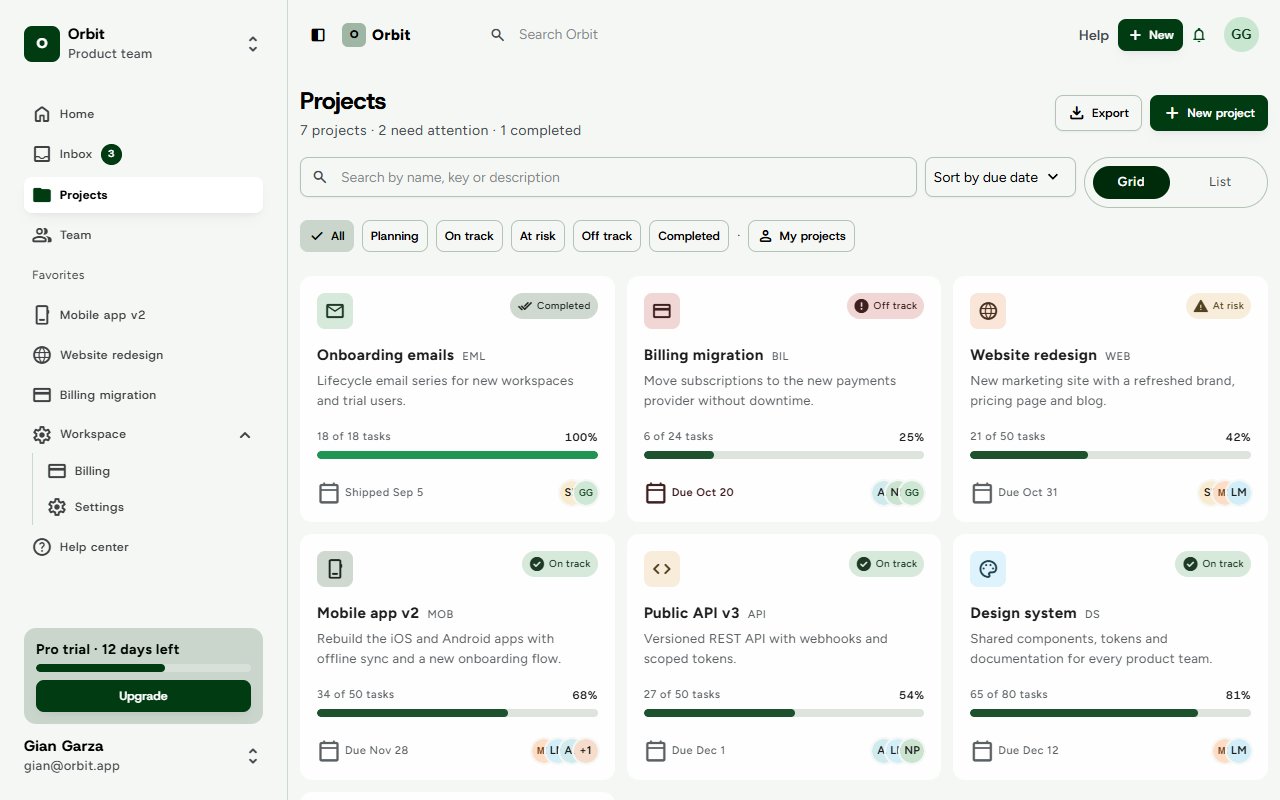 O
Orbit
Product team
Home
Inbox 3
Projects
Team
Favorites
Mobile app v2
Website redesign
Billing migration
Workspace
Billing
Settings
Help center
Pro trial · 12 days left
Upgrade
Gian Garza
gian@orbit.app
O Orbit
Search Orbit
Help
New
GG
Projects
7 projects · 2 need attention · 1 completed
Export
New project
Search by name, key or description
Sort by due date
Grid
List
All
Planning
On track
At risk
Off track
Completed
·
My projects
Completed
Onboarding emails EML
Lifecycle email series for new workspaces
and trial users.
18 of 18 tasks 100%
Shipped Sep 5
S GG
Off track
Billing migration BIL
Move subscriptions to the new payments
provider without downtime.
6 of 24 tasks 25%
Due Oct 20
A N GG
At risk
Website redesign WEB
New marketing site with a refreshed brand,
pricing page and blog.
21 of 50 tasks 42%
Due Oct 31
S M LM
On track
Mobile app v2 MOB
Rebuild the iOS and Android apps with
offline sync and a new onboarding flow.
34 of 50 tasks 68%
Due Nov 28
M L A +1
On track
Public API v3 API
Versioned REST API with webhooks and
scoped tokens.
27 of 50 tasks 54%
Due Dec 1
A L NP
On track
Design system DS
Shared components, tokens and
documentation for every product team.
65 of 80 tasks 81%
Due Dec 12
M LM